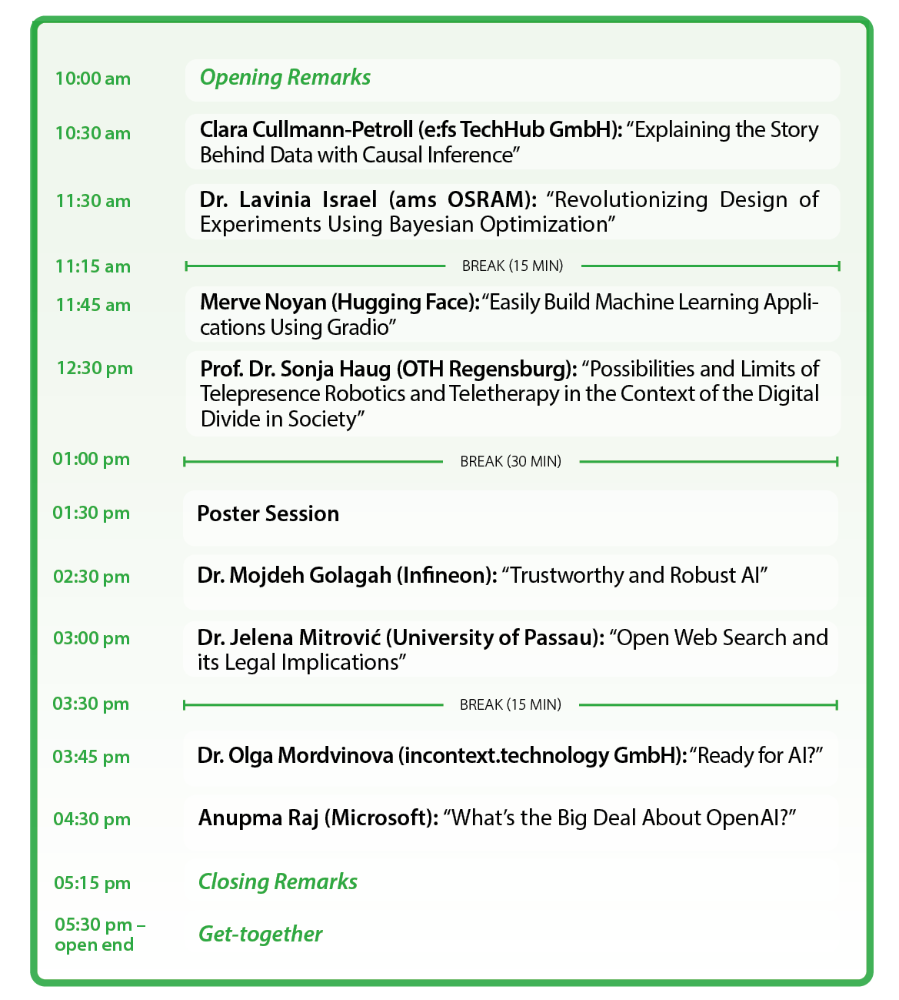 10:00 am
Opening Remarks
10:30 am
Clara Cullmann-Petroll (e:fs TechHub GmbH): “Explaining the Story
Behind Data with Causal Inference”
11:30 am
Dr. Lavinia Israel (ams OSRAM): “Revolutionizing Design of
Experiments Using Bayesian Optimization”
11:15 am
BREAK (15 MIN)
11:45 am
Merve Noyan (Hugging Face): “Easily Build Machine Learning Appli-
cations Using Gradio”
12:30 pm
Prof. Dr. Sonja Haug (OTH Regensburg): “Possibilities and Limits of
Telepresence Robotics and Teletherapy in the Context of the Digital
Divide in Society”
01:00 pm
BREAK (30 MIN)
01:30 pm
Poster Session
02:30 pm
Dr. Mojdeh Golagah (Infineon): “Trustworthy and Robust AI”
03:00 pm
Dr. Jelena Mitrović (University of Passau): “Open Web Search and
its Legal Implications”
03:30 pm
BREAK (15 MIN)
03:45 pm
Dr. Olga Mordvinova (incontext.technology GmbH): “Ready for AI?”
04:30 pm
Anupma Raj (Microsoft): “What’s the Big Deal About OpenAI?”
05:15 pm
Closing Remarks
05:30 pm –
open end
Get-together